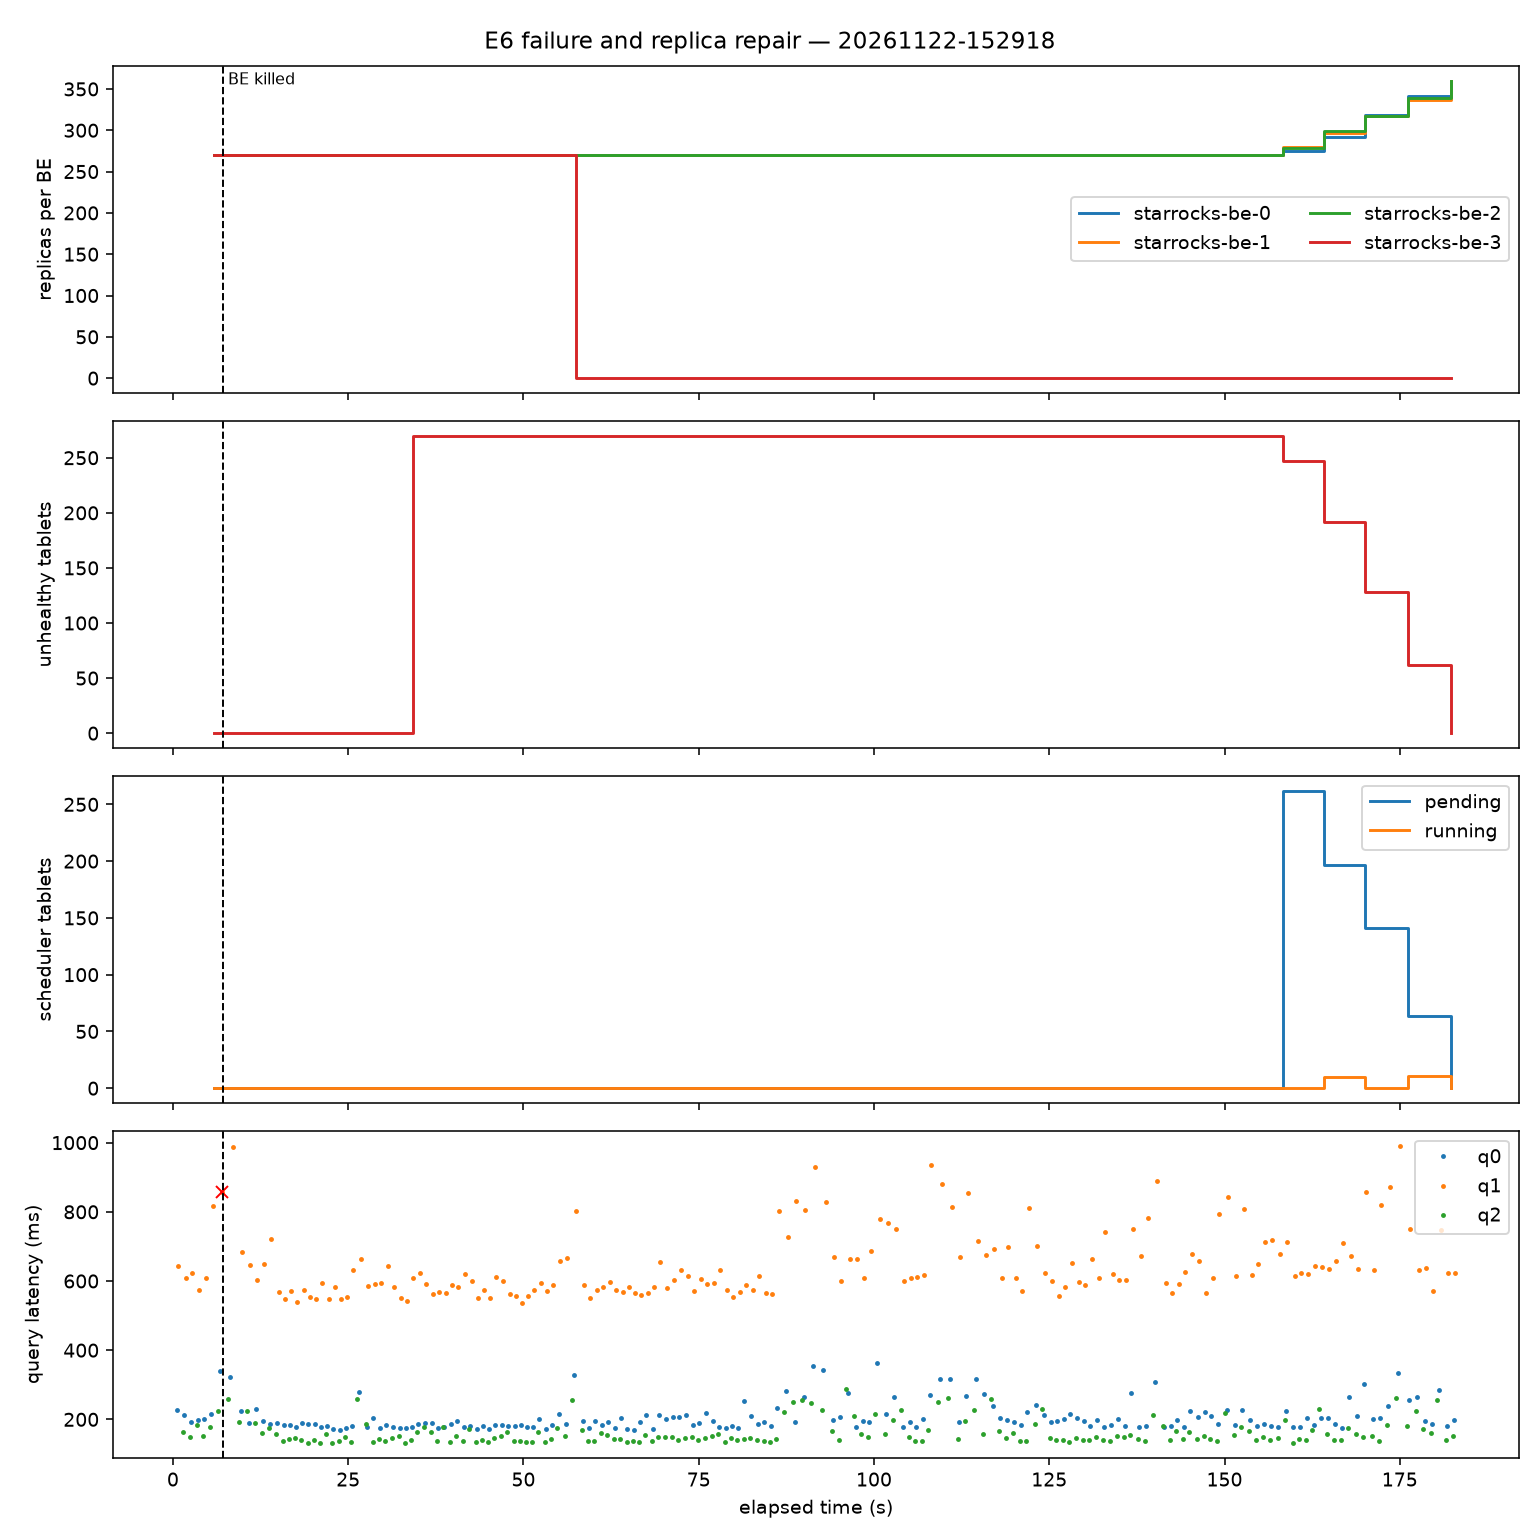 E6 failure and replica repair — 20261122-152918
BE killed
replicas per BE
350
300
250
200
150
100
50
0
starrocks-be-0
starrocks-be-1
starrocks-be-2
starrocks-be-3
unhealthy tablets
250
200
150
100
50
0
scheduler tablets
250
200
150
100
50
0
pending
running
query latency (ms)
1000
800
600
400
200
q0
q1
q2
0
25
50
75
100
125
150
175
elapsed time (s)